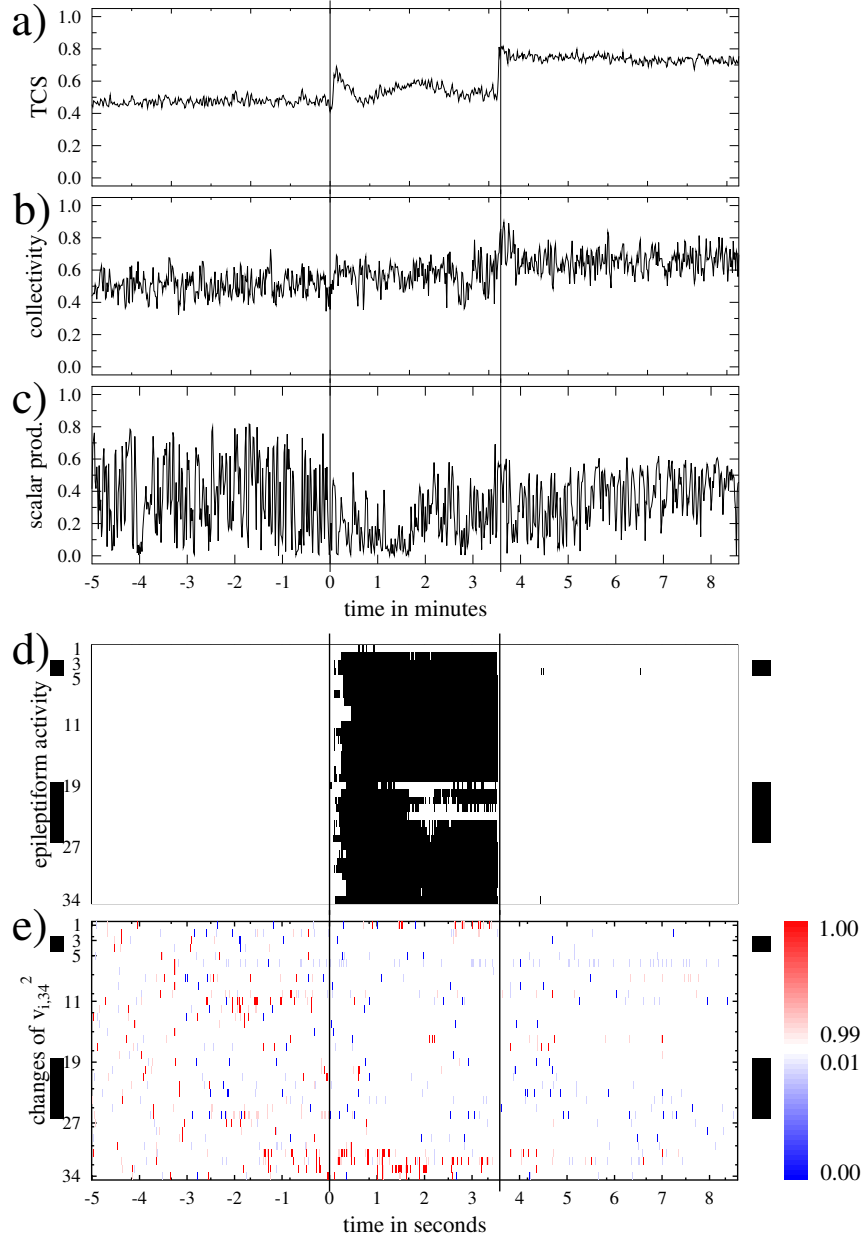 a)
1.0
0.8
0.6
0.4
0.2
0.0
TCS
b)
1.0
0.8
0.6
0.4
0.2
0.0
collectivity
c)
1.0
0.8
0.6
0.4
0.2
0.0
scalar prod.
-5 -4 -3 -2 -1 0 1 2 3 4 5 6 7 8
time in minutes
d)
1
3
5
11
19
27
34
epileptiform activity
e)
1
3
5
11
19
27
34
changes of v_{i,34}^2
-5 -4 -3 -2 -1 0 1 2 3 4 5 6 7 8
time in seconds
1.00
0.99
0.01
0.00